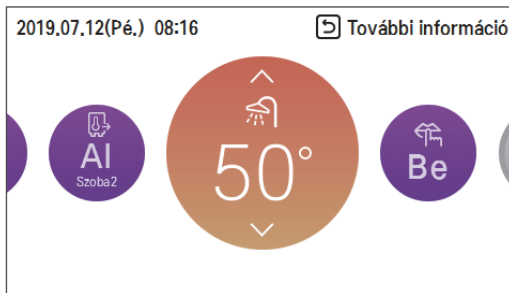 2019.07.12(Pé.) 08:16
További információ
AI
Szoba2
50°
Be